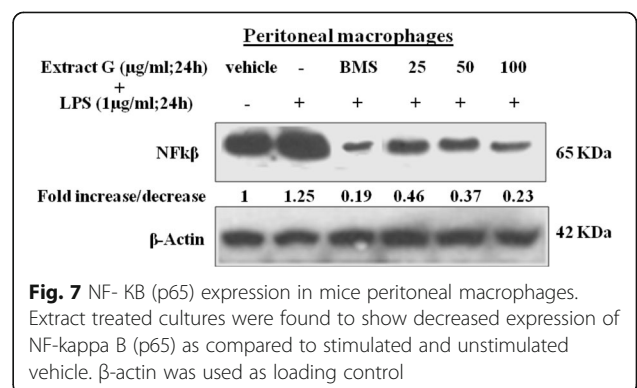 Peritoneal macrophages
Extract G (µg/ml;24h) vehicle - BMS 25 50 100
+
LPS (1µg/ml;24h) - + + + + +
NFkβ 65 KDa
Fold increase/decrease 1 1.25 0.19 0.46 0.37 0.23
β-Actin 42 KDa
Fig. 7 NF- KB (p65) expression in mice peritoneal macrophages.
Extract treated cultures were found to show decreased expression of
NF-kappa B (p65) as compared to stimulated and unstimulated
vehicle. β-actin was used as loading control